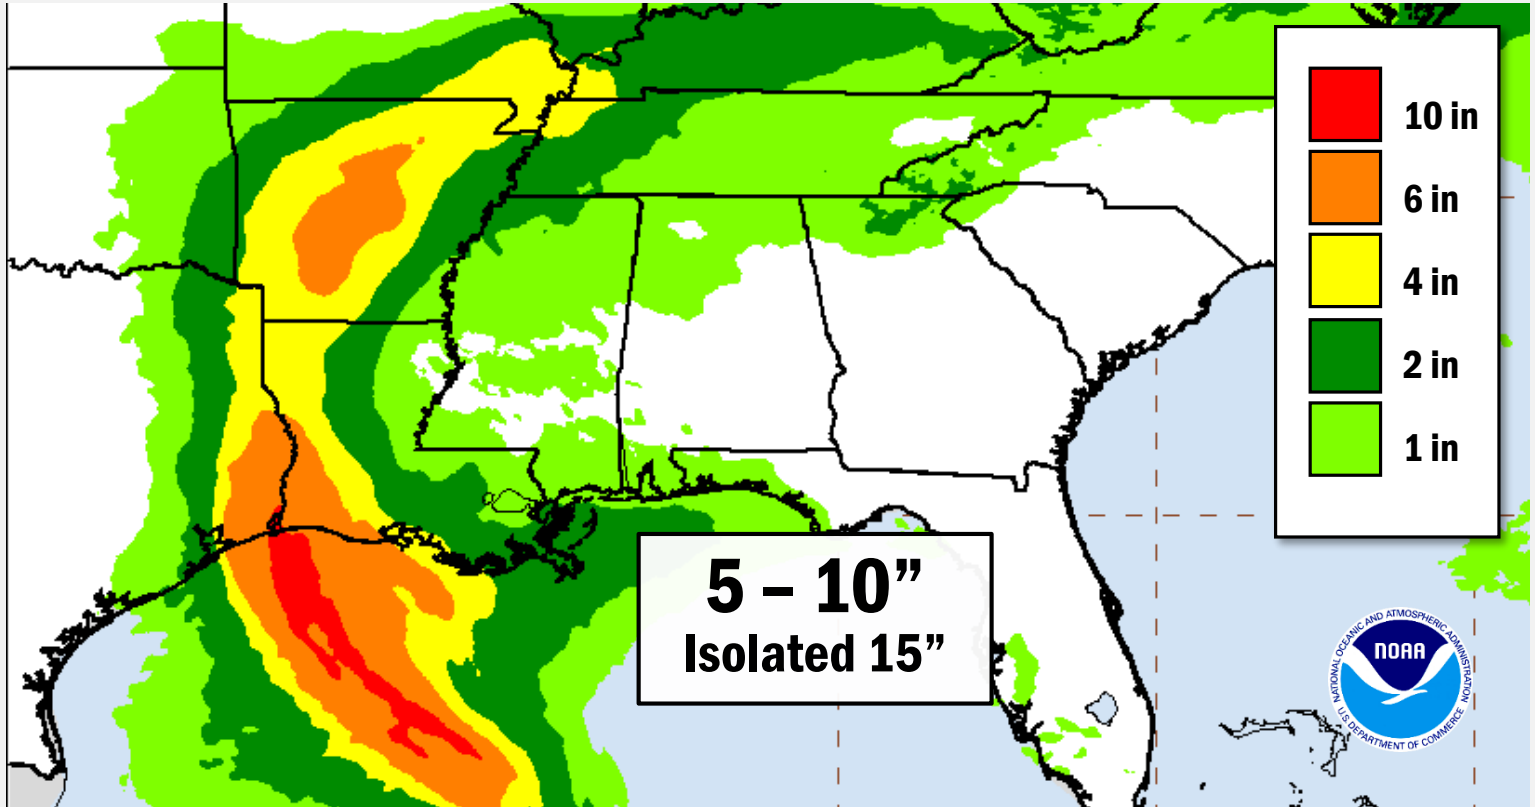 10 in
6 in
4 in
2 in
1 in
5 – 10”
Isolated 15”
NATIONAL OCEANIC AND ATMOSPHERIC ADMINISTRATION
NOAA
U.S. DEPARTMENT OF COMMERCE